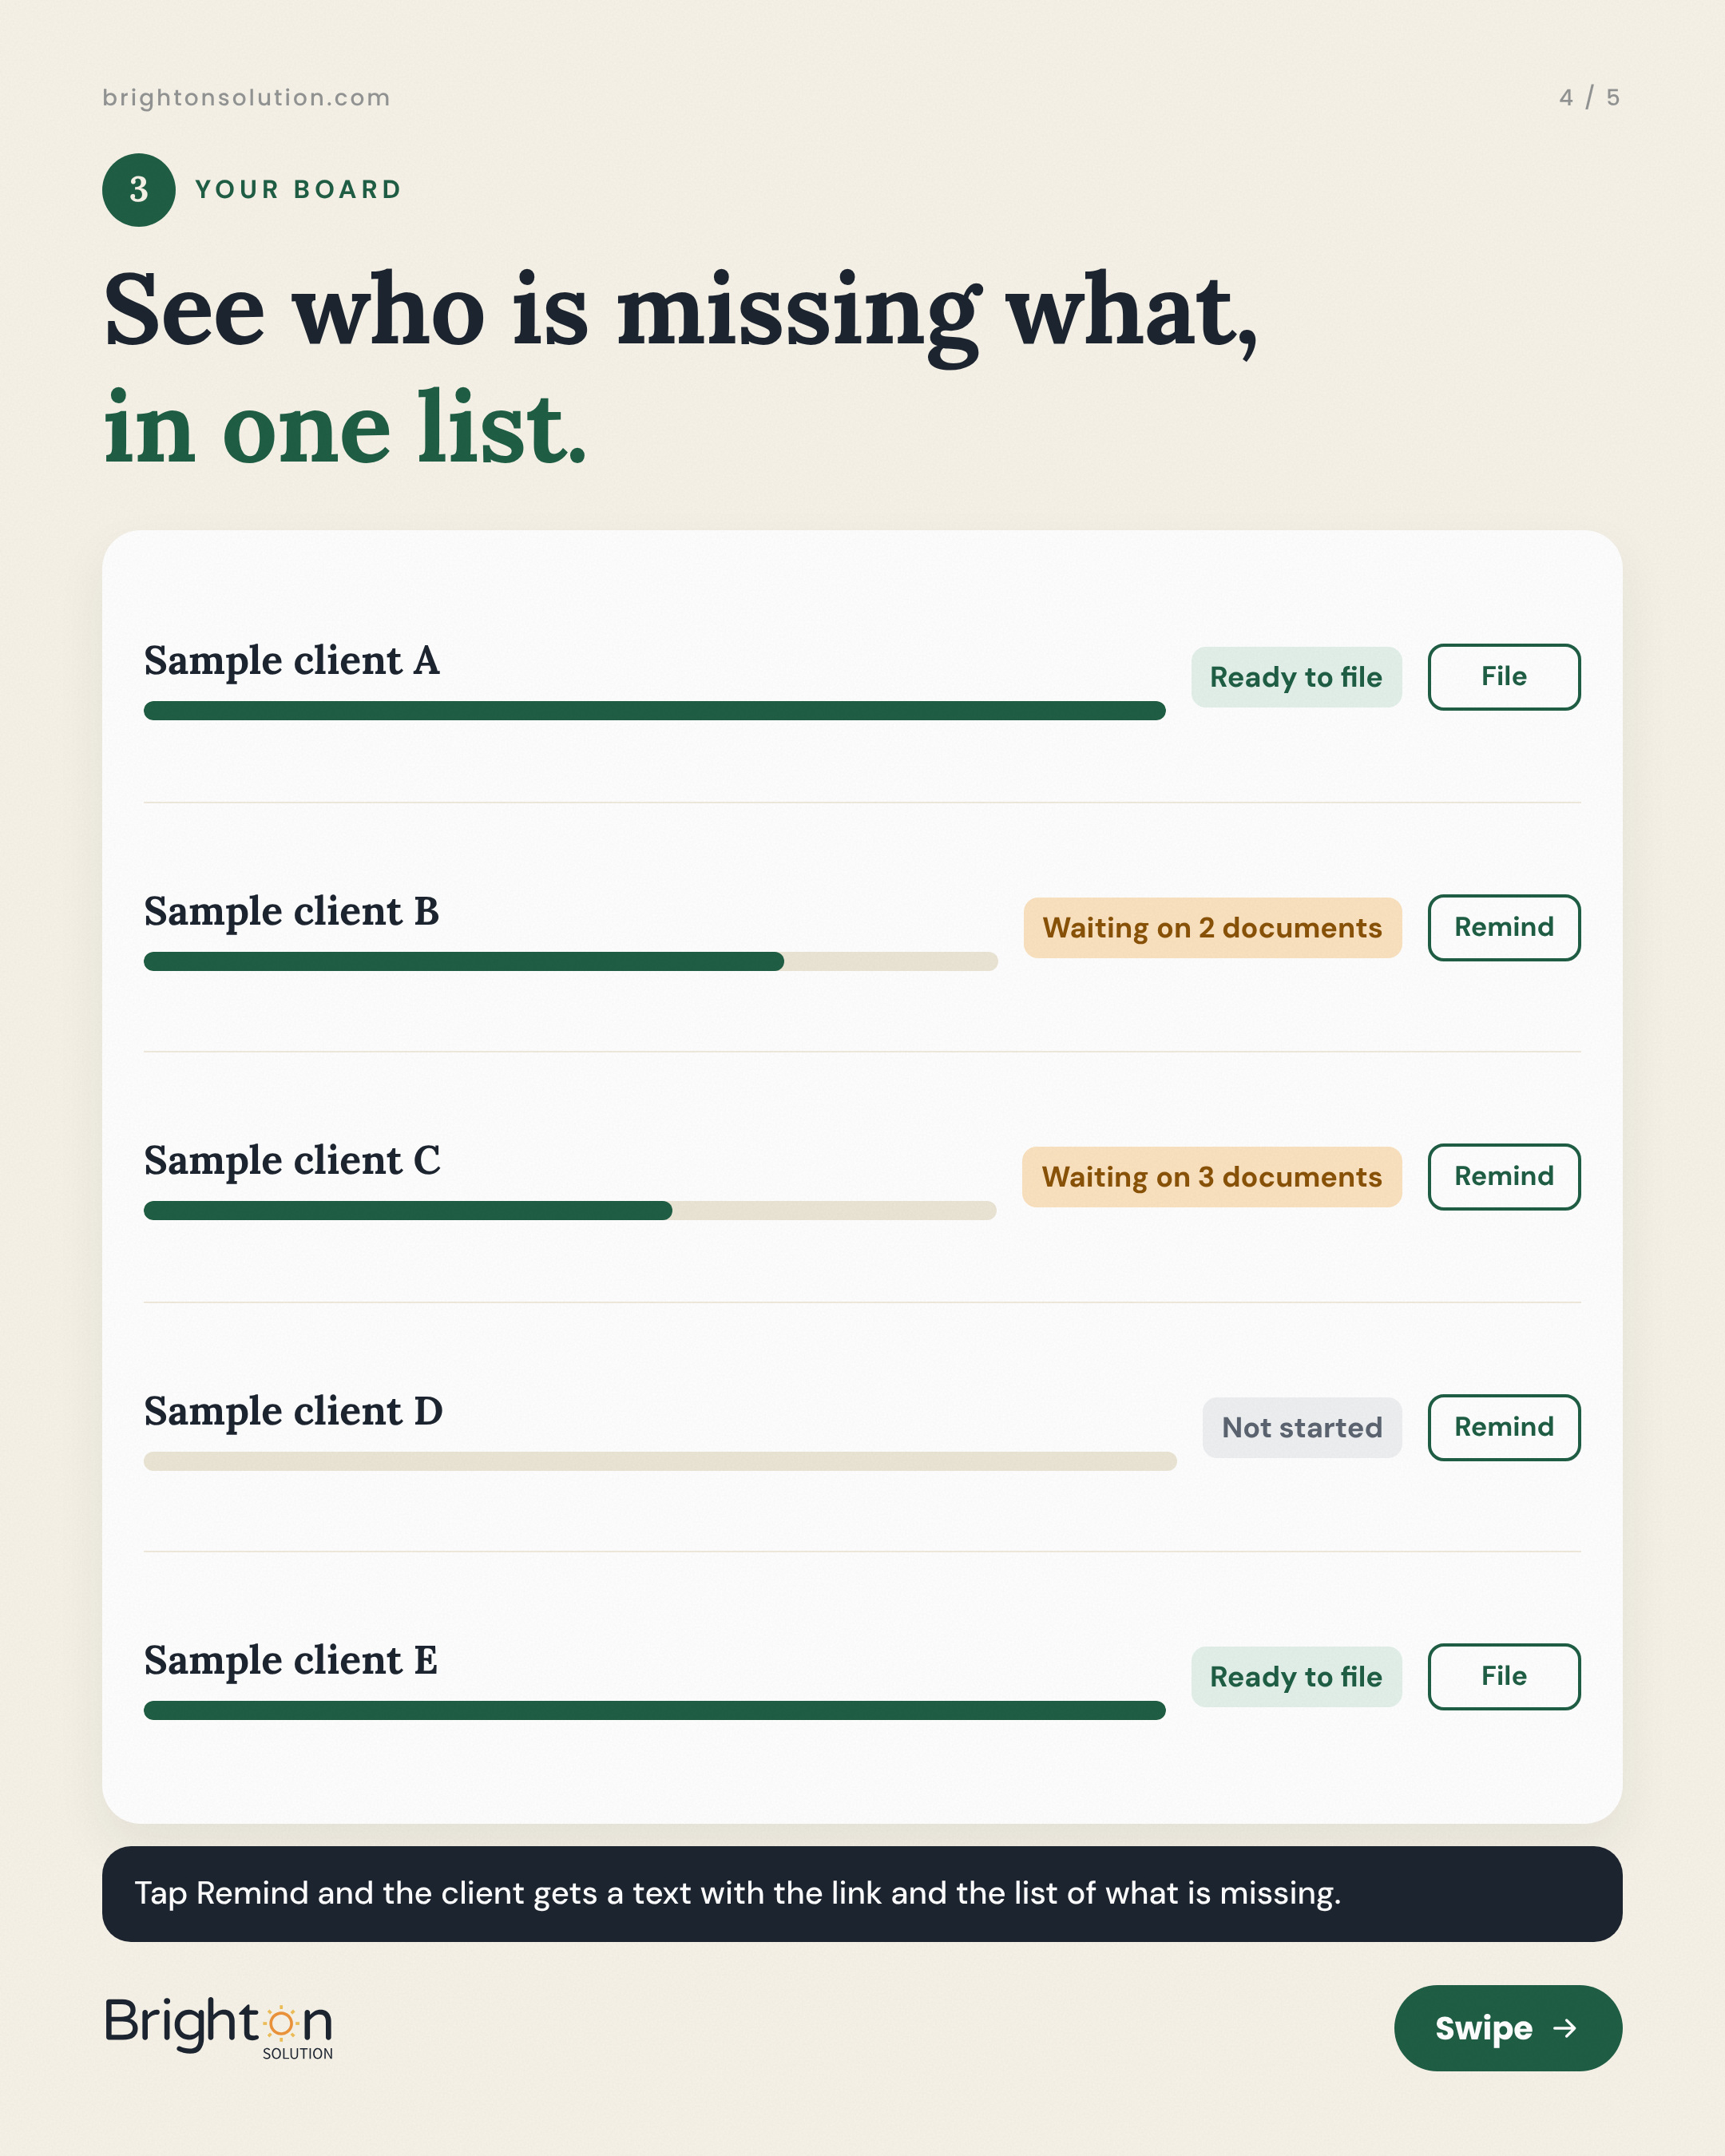 brightonsolution.com
4 / 5
3
YOUR BOARD
See who is missing what,
in one list.
Sample client A
Ready to file
File
Sample client B
Waiting on 2 documents
Remind
Sample client C
Waiting on 3 documents
Remind
Sample client D
Not started
Remind
Sample client E
Ready to file
File
Tap Remind and the client gets a text with the link and the list of what is missing.
Brighton
SOLUTION
Swipe →